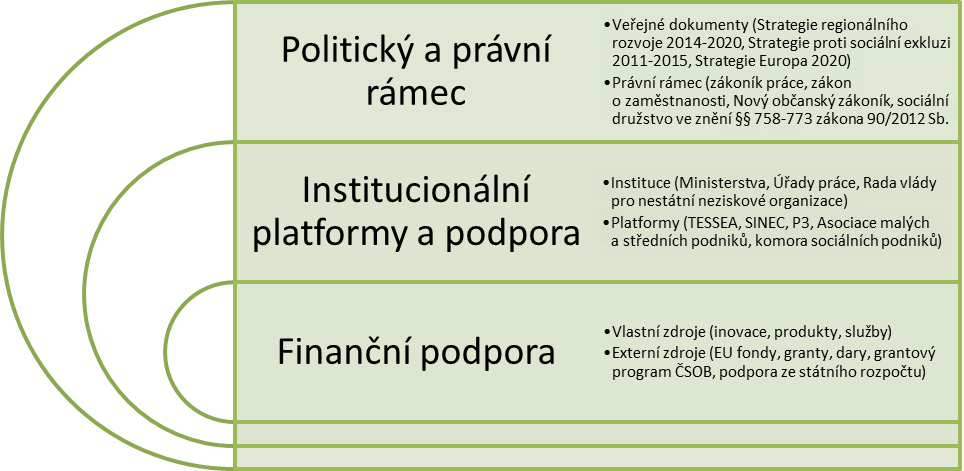 Politický a právní
rámec
•Veřejné dokumenty (Strategie regionálního
rozvoje 2014-2020, Strategie proti sociální exkluzi
2011-2015, Strategie Europa 2020)
•Právní rámec (zákoník práce, zákon
o zaměstnanosti, Nový občanský zákoník, sociální
družstvo ve znění §§ 758-773 zákona 90/2012 Sb.
Institucionální
platformy a podpora
•Instituce (Ministerstva, Úřady práce, Rada vlády
pro nestátní neziskové organizace)
•Platformy (TESSEA, SINEC, P3, Asociace malých
a středních podniků, komora sociálních podniků)
Finanční podpora
•Vlastní zdroje (inovace, produkty, služby)
•Externí zdroje (EU fondy, granty, dary, grantový
program ČSOB, podpora ze státního rozpočtu)